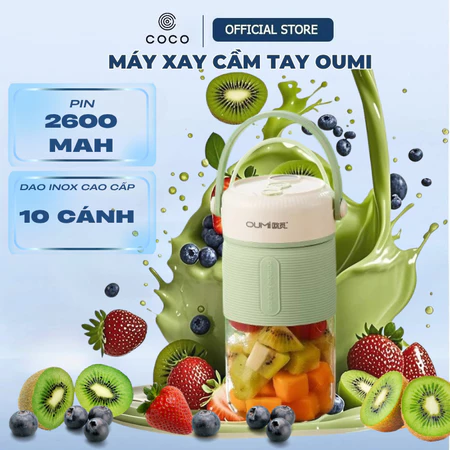 COCO
OFFICIAL STORE
MÁY XAY CẦM TAY OUMI
PIN
2600
MAH
DAO INOX CAO CẤP
10 CÁNH
OUMI